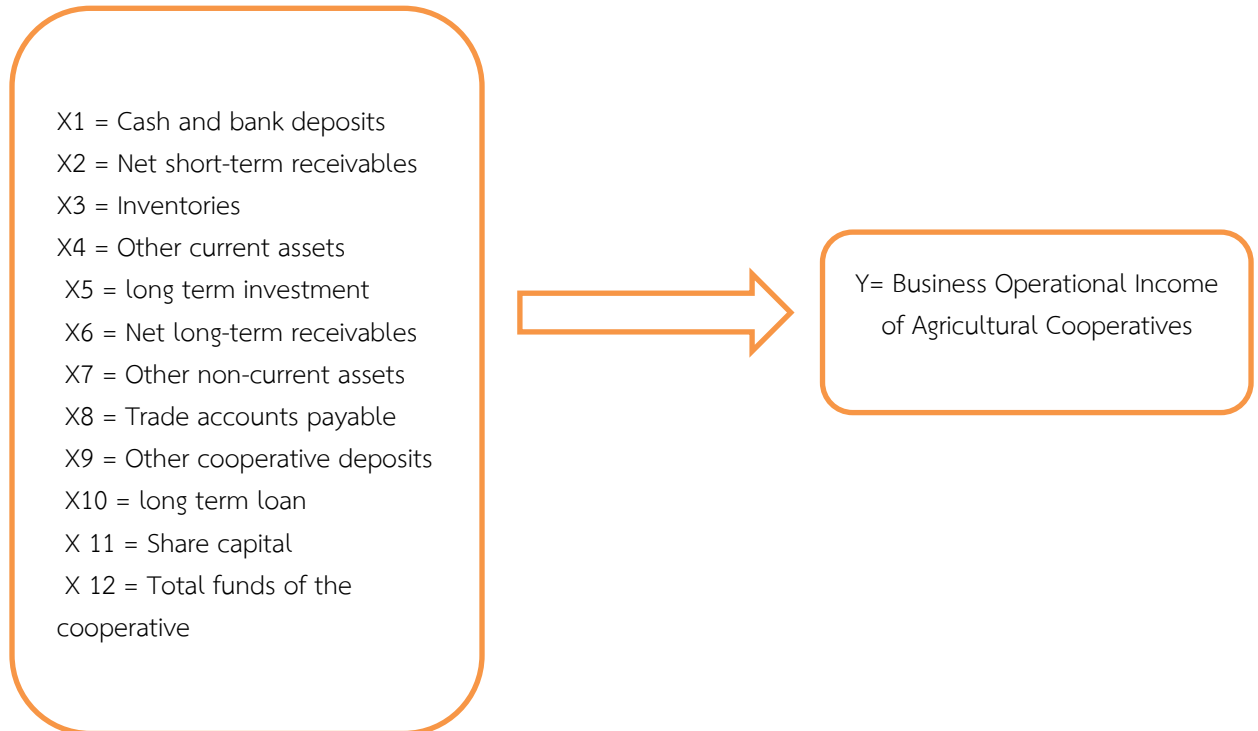 X1 = Cash and bank deposits
X2 = Net short-term receivables
X3 = Inventories
X4 = Other current assets
X5 = long term investment
X6 = Net long-term receivables
X7 = Other non-current assets
X8 = Trade accounts payable
X9 = Other cooperative deposits
X10 = long term loan
X 11 = Share capital
X 12 = Total funds of the
cooperative
Y= Business Operational Income
of Agricultural Cooperatives